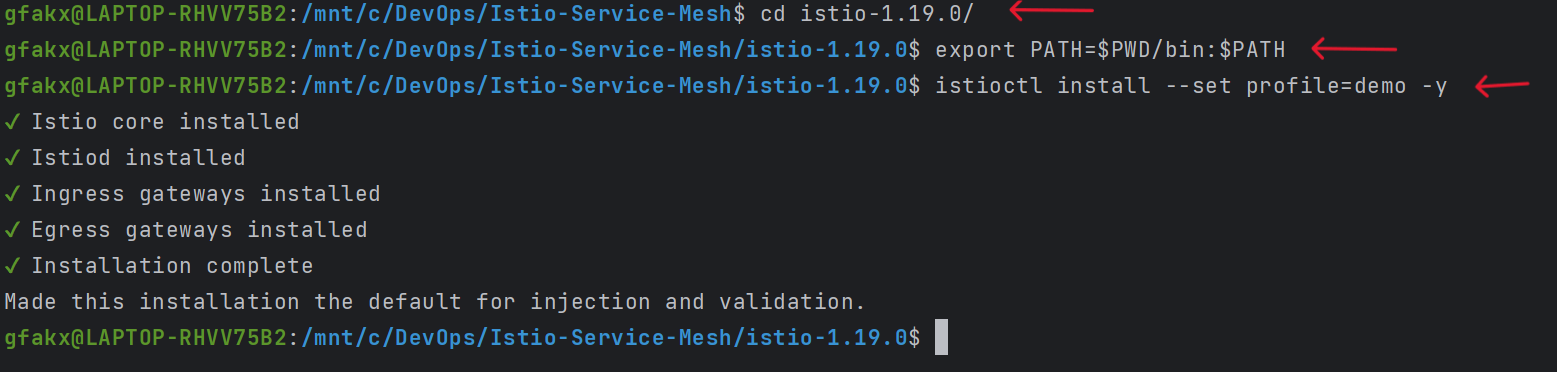 gfakx@LAPTOP-RHVV75B2:/mnt/c/DevOps/Istio-Service-Mesh$ cd istio-1.19.0/
gfakx@LAPTOP-RHVV75B2:/mnt/c/DevOps/Istio-Service-Mesh/istio-1.19.0$ export PATH=$PWD/bin:$PATH
gfakx@LAPTOP-RHVV75B2:/mnt/c/DevOps/Istio-Service-Mesh/istio-1.19.0$ istioctl install --set profile=demo -y
✓ Istio core installed
✓ Istiod installed
✓ Ingress gateways installed
✓ Egress gateways installed
✓ Installation complete
Made this installation the default for injection and validation.
gfakx@LAPTOP-RHVV75B2:/mnt/c/DevOps/Istio-Service-Mesh/istio-1.19.0$